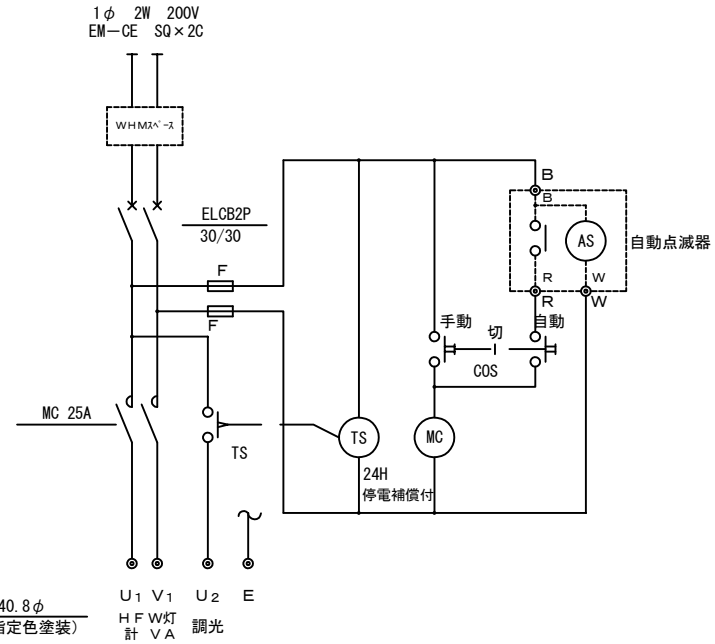 1φ 2W 200V
EM－CE SQ×2C
WHMｽﾍﾟｰｽ
ELCB2P
30/30
F
F
B
B
AS
自動点滅器
R
W
R
W
手動
切
自動
COS
MC 25A
TS
TS
MC
24H
停電補償付
U1 V1 U2 E
HFW灯
計 VA
調光
40.8φ
指定色塗装）